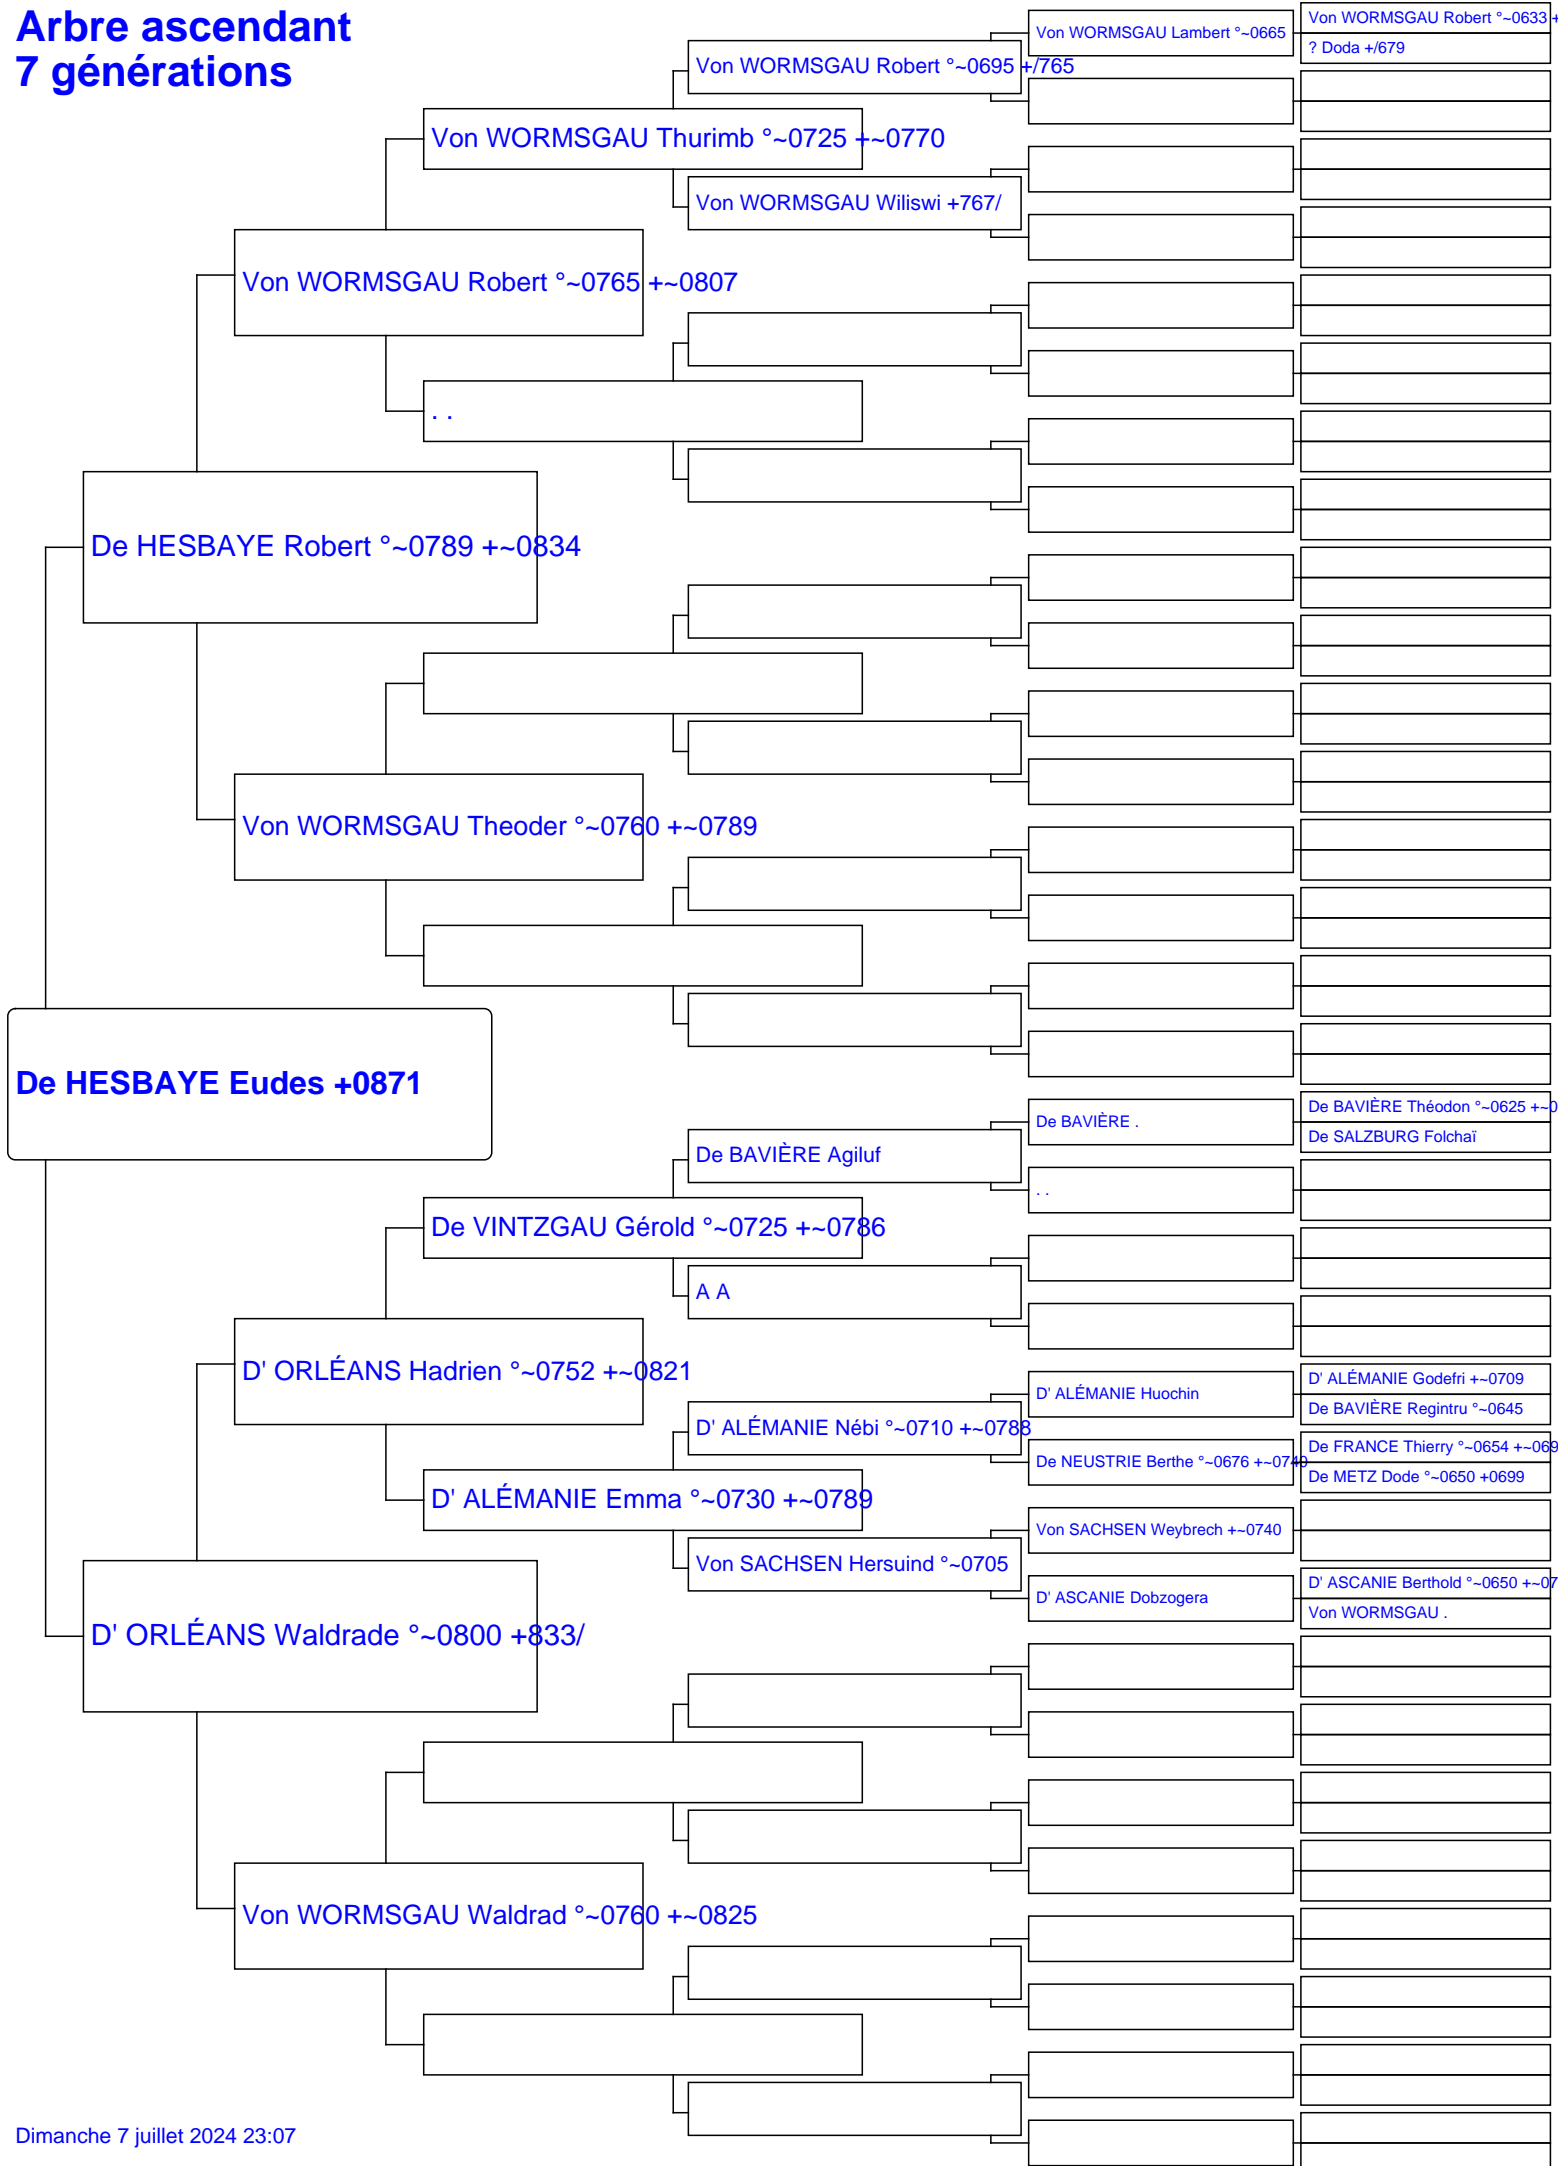 Arbre ascendant
7 générations
Von WORMSGAU Robert °~0633 +
Von WORMSGAU Lambert °~0665
? Doda +/679
Von WORMSGAU Robert °~0695 +/765
Von WORMSGAU Thurimb °~0725 +~0770
Von WORMSGAU Wiliswi +767/
Von WORMSGAU Robert °~0765 +~0807
. .
De HESBAYE Robert °~0789 +~0834
Von WORMSGAU Theoder °~0760 +~0789
De HESBAYE Eudes +0871
De BAVIÈRE Théodon °~0625 +~0
De BAVIÈRE .
De SALZBURG Folchaï
De BAVIÈRE Agiluf
. .
De VINTZGAU Gérold °~0725 +~0786
A A
D' ORLÉANS Hadrien °~0752 +~0821
D' ALÉMANIE Godefri +~0709
D' ALÉMANIE Huochin
De BAVIÈRE Regintru °~0645
D' ALÉMANIE Nébi °~0710 +~0788
De FRANCE Thierry °~0654 +~069
De NEUSTRIE Berthe °~0676 +~0740
De METZ Dode °~0650 +0699
D' ALÉMANIE Emma °~0730 +~0789
Von SACHSEN Weybrech +~0740
Von SACHSEN Hersuind °~0705
D' ASCANIE Berthold °~0650 +~07
D' ASCANIE Dobzogera
Von WORMSGAU .
D' ORLÉANS Waldrade °~0800 +833/
Von WORMSGAU Waldrad °~0760 +~0825
Dimanche 7 juillet 2024 23:07